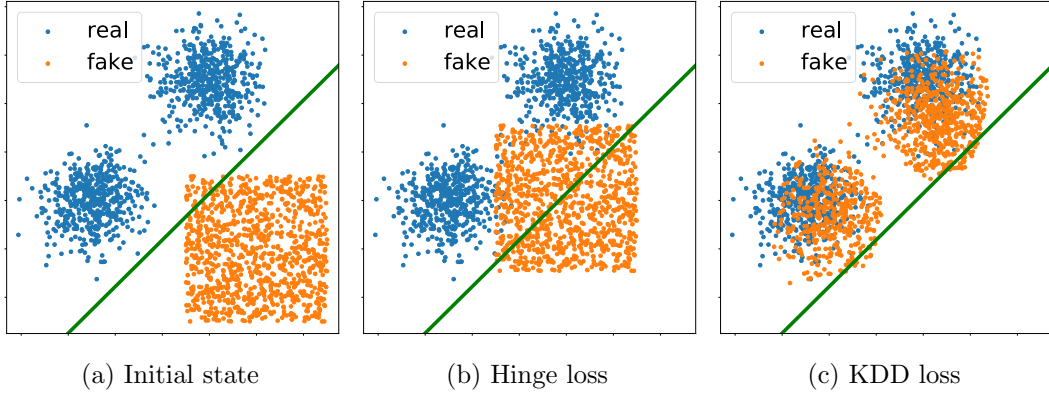 real
fake
real
fake
real
fake
(a) Initial state
(b) Hinge loss
(c) KDD loss